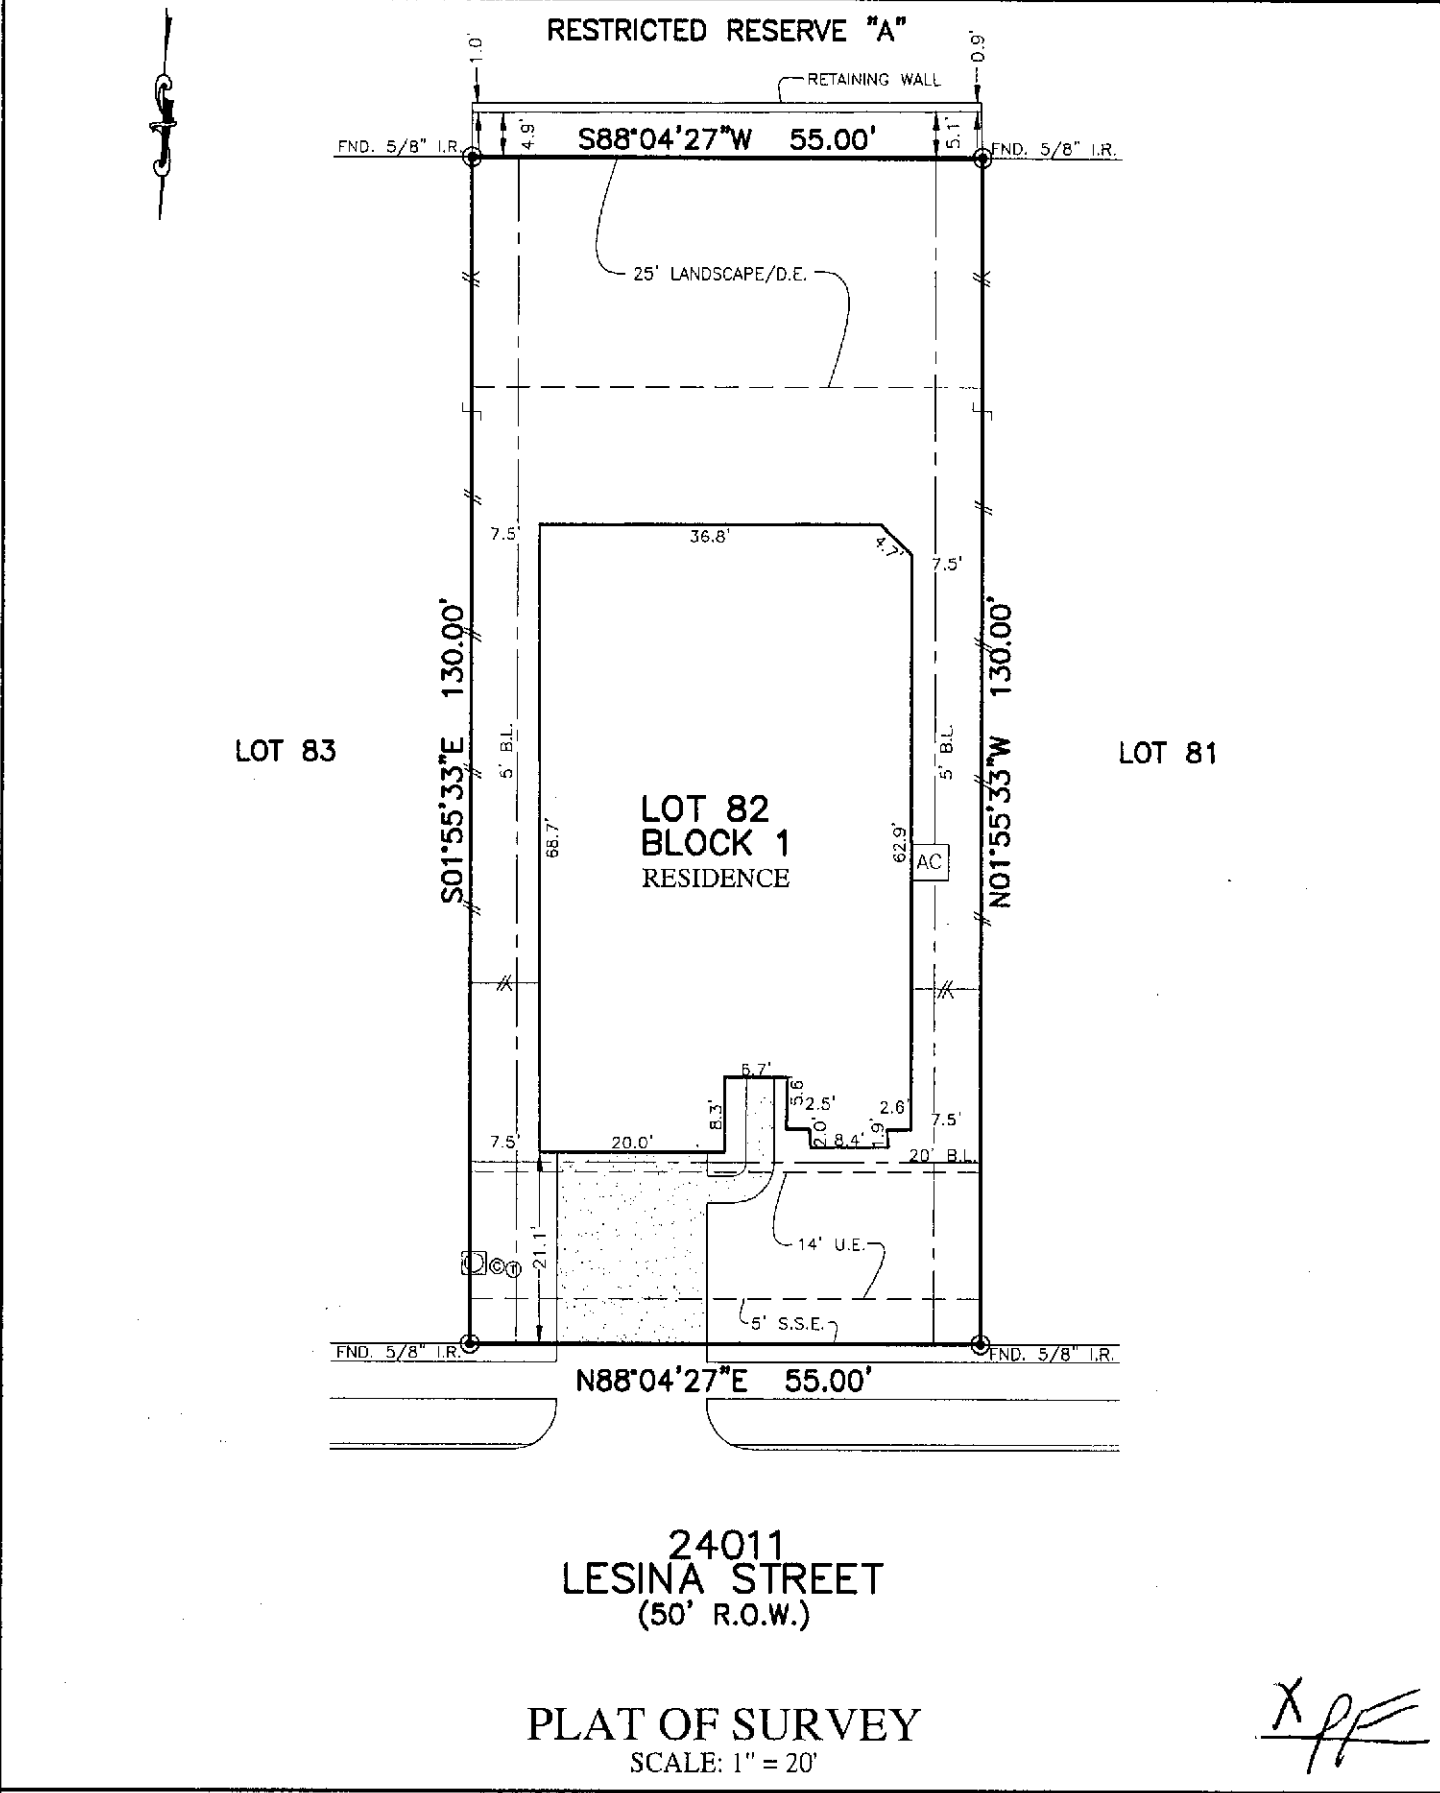 RESTRICTED RESERVE "A"
1.0'
0.9'
RETAINING WALL
4.9'
S88°04'27"W 55.00'
5.1'
FND. 5/8" I.R.
FND. 5/8" I.R.
25' LANDSCAPE/D.E.
7.5'
36.8'
4.7'
7.5'
S01°55'33"E 130.00'
N01°55'33"W 130.00'
LOT 83
5' B.L.
5' B.L.
LOT 81
LOT 82
BLOCK 1
RESIDENCE
68.7'
62.9'
AC
6.7'
5.6'
8.3'
2.5'
2.0'
8.4'
1.9'
2.6'
7.5'
7.5'
20.0'
20' B.L.
21.1'
14' U.E.
C
T
5' S.S.E.
FND. 5/8" I.R.
FND. 5/8" I.R.
N88°04'27"E 55.00'
24011
LESINA STREET
(50' R.O.W.)
PLAT OF SURVEY
SCALE: 1" = 20'
X